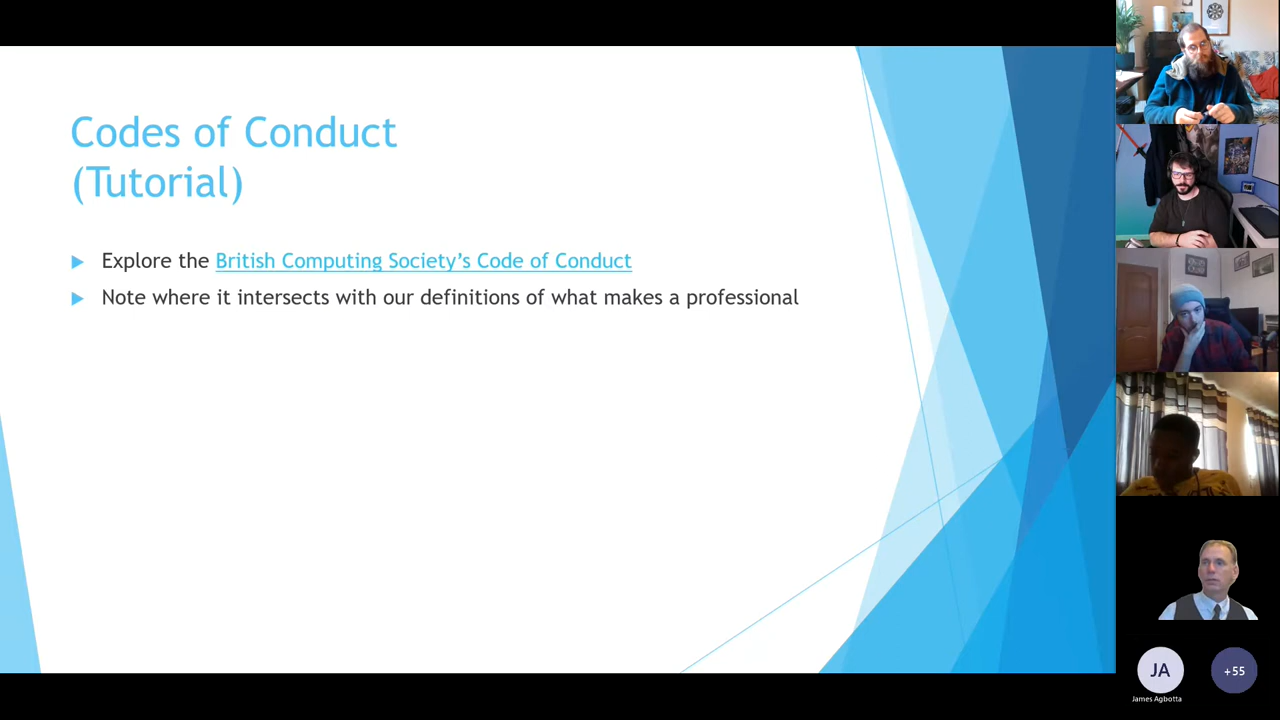 Codes of Conduct
(Tutorial)
Explore the British Computing Society’s Code of Conduct
Note where it intersects with our definitions of what makes a professional
JA
+55
James Agbotta